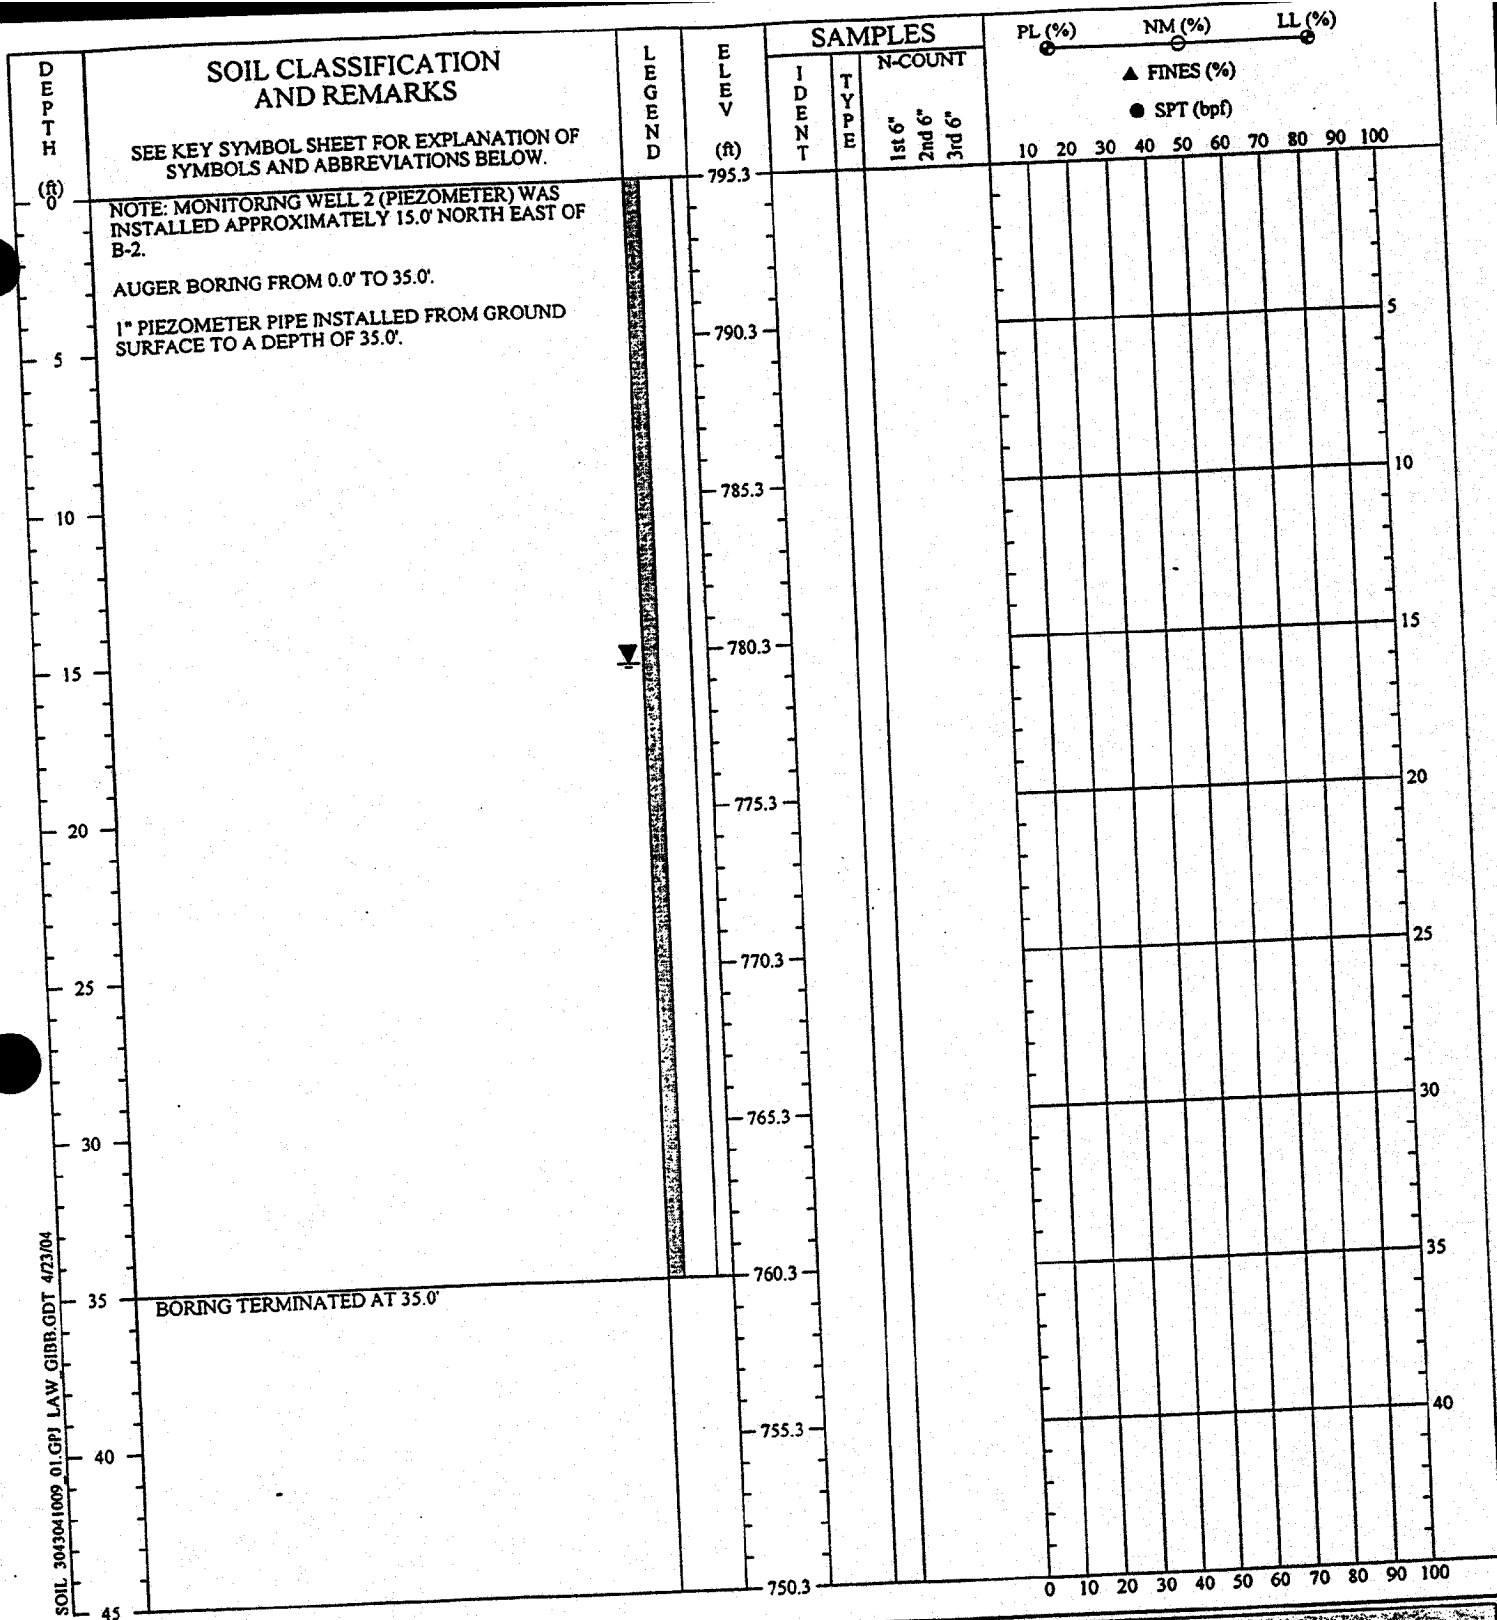 DEPTH
(ft)
SOIL CLASSIFICATION
AND REMARKS
SEE KEY SYMBOL SHEET FOR EXPLANATION OF
SYMBOLS AND ABBREVIATIONS BELOW.
LEGEND
ELEV
(ft)
SAMPLES
IDENT
TYPE
N-COUNT
1st 6"
2nd 6"
3rd 6"
PL (%) NM (%) LL (%)
▲ FINES (%)
● SPT (bpf)
10 20 30 40 50 60 70 80 90 100
0
795.3
NOTE: MONITORING WELL 2 (PIEZOMETER) WAS
INSTALLED APPROXIMATELY 15.0' NORTH EAST OF
B-2.
AUGER BORING FROM 0.0' TO 35.0'.
1" PIEZOMETER PIPE INSTALLED FROM GROUND
SURFACE TO A DEPTH OF 35.0'.
5 790.3 5
10 785.3 10
15 780.3 15
20 775.3 20
25 770.3 25
30 765.3 30
35 760.3 35
BORING TERMINATED AT 35.0'
40 755.3 40
45 750.3
0 10 20 30 40 50 60 70 80 90 100
SOIL 3043041009_01.GPJ LAW_GIBB.GDT 4/23/04